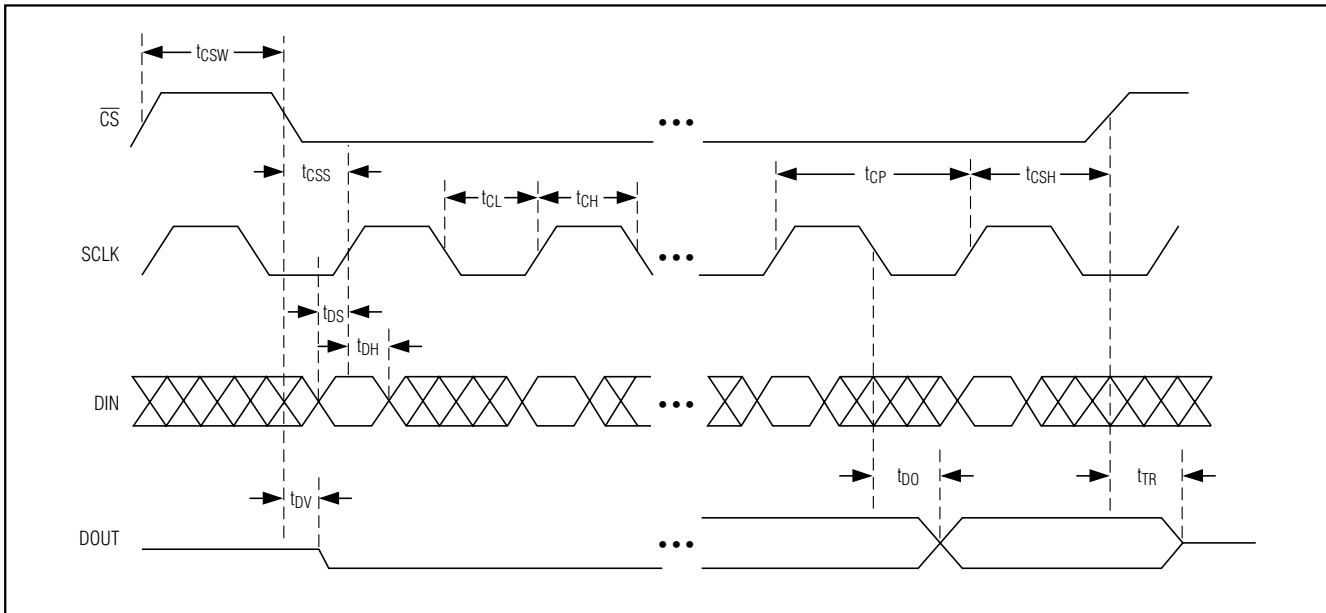 tCSW
CS
tCSS
tCL
tCH
tCP
tCSH
SCLK
tDS
tDH
DIN
tDV
tDO
tTR
DOUT